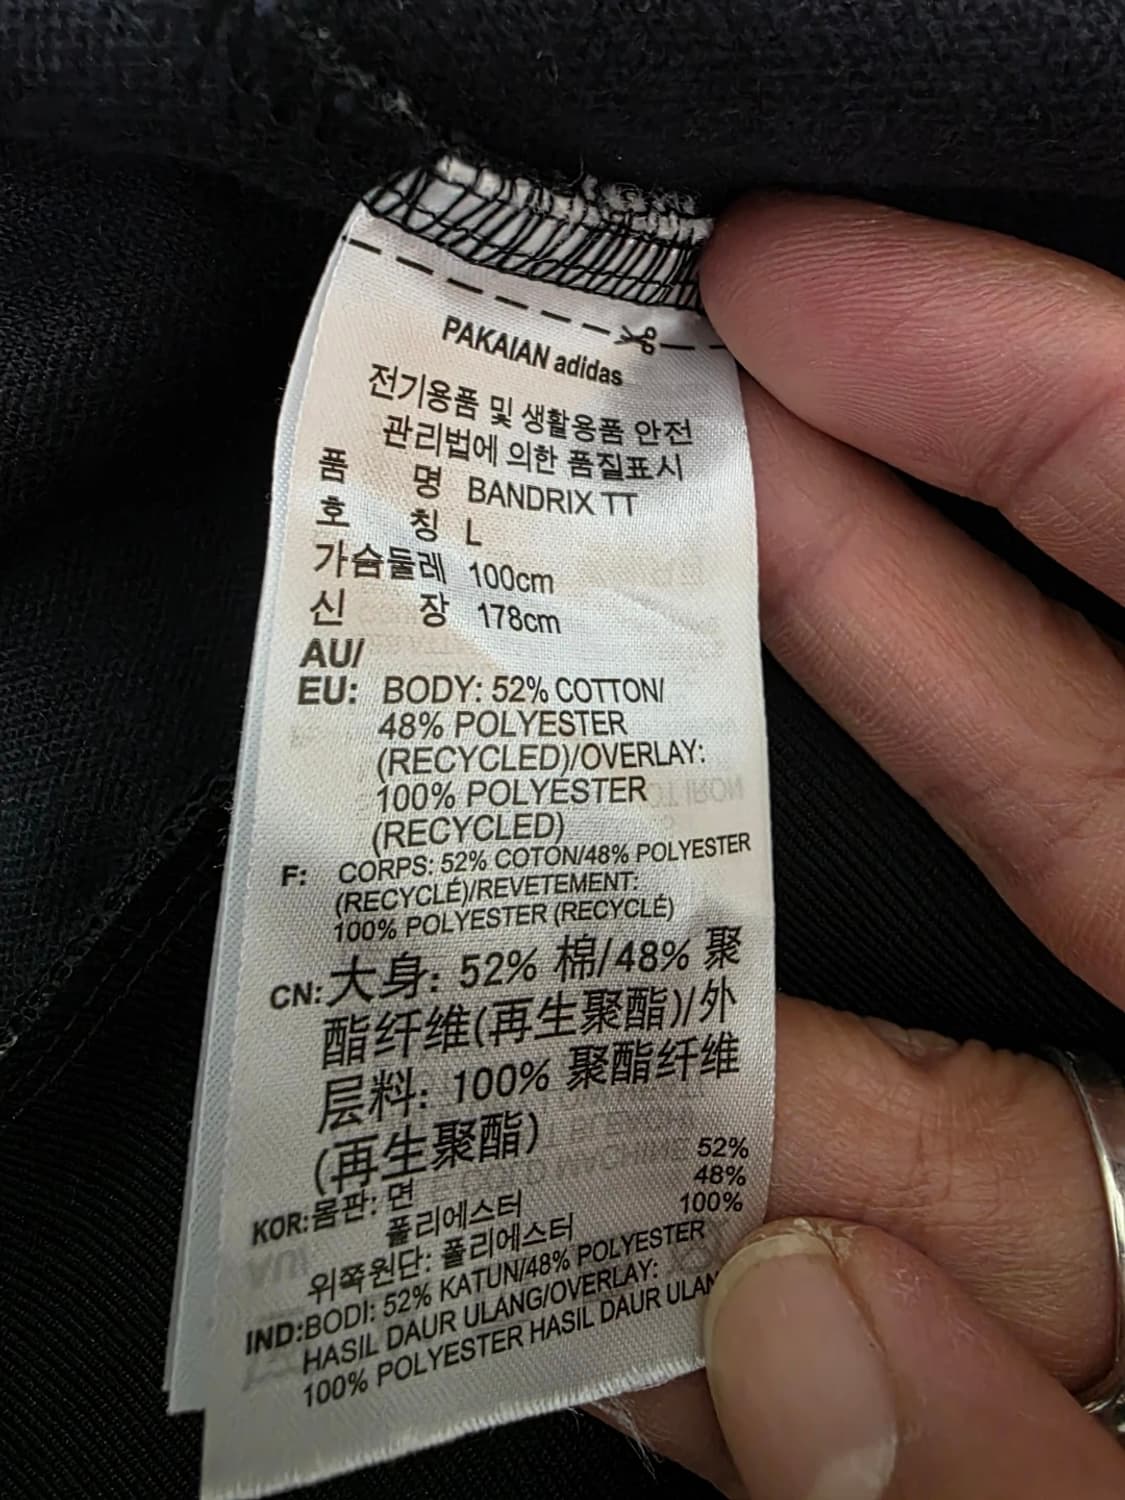 PAKAIAN adidas
전기용품 및 생활용품 안전
관리법에 의한 품질표시
품 명 BANDRIX TT
호 칭 L
가슴둘레 100cm
신 장 178cm
AU/
EU: BODY: 52% COTTON/
48% POLYESTER
(RECYCLED)/OVERLAY:
100% POLYESTER
(RECYCLED)
F: CORPS: 52% COTON/48% POLYESTER
(RECYCLÉ)/REVETEMENT:
100% POLYESTER (RECYCLÉ)
CN: 大身: 52% 棉/48% 聚
酯纤维(再生聚酯)/外
层料: 100% 聚酯纤维
(再生聚酯)
KOR: 몸판: 면 52%
폴리에스터 48%
위쪽원단: 폴리에스터 100%
IND: BODI: 52% KATUN/48% POLYESTER
HASIL DAUR ULANG/OVERLAY:
100% POLYESTER HASIL DAUR ULAN